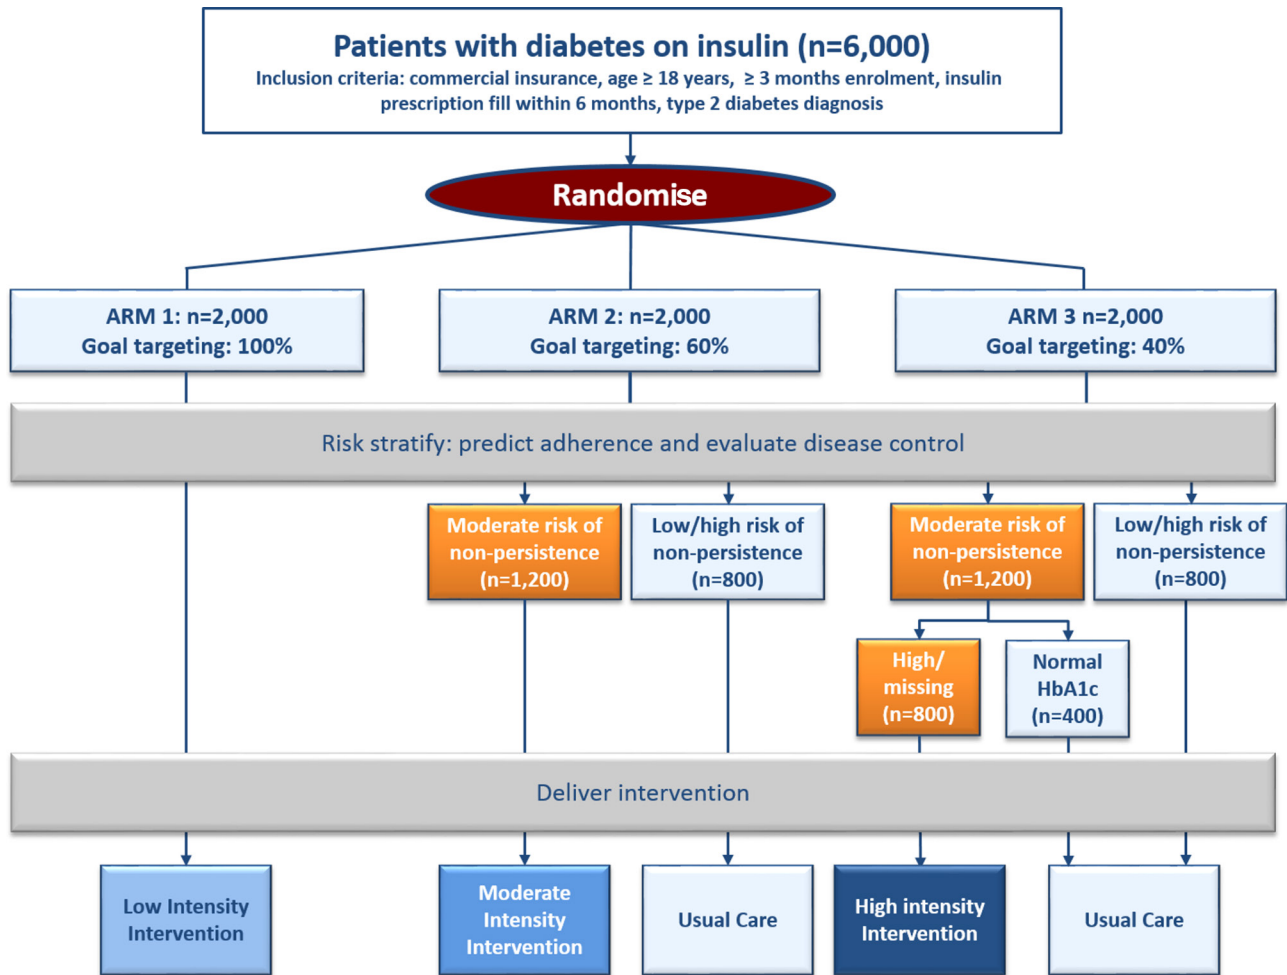 Patients with diabetes on insulin (n=6,000)
Inclusion criteria: commercial insurance, age ≥ 18 years, ≥ 3 months enrolment, insulin
prescription fill within 6 months, type 2 diabetes diagnosis
Randomise
ARM 1: n=2,000
Goal targeting: 100%
ARM 2: n=2,000
Goal targeting: 60%
ARM 3 n=2,000
Goal targeting: 40%
Risk stratify: predict adherence and evaluate disease control
Moderate risk of
non-persistence
(n=1,200)
Low/high risk of
non-persistence
(n=800)
Moderate risk of
non-persistence
(n=1,200)
Low/high risk of
non-persistence
(n=800)
High/
missing
(n=800)
Normal
HbA1c
(n=400)
Deliver intervention
Low Intensity
Intervention
Moderate
Intensity
Intervention
Usual Care
High intensity
Intervention
Usual Care